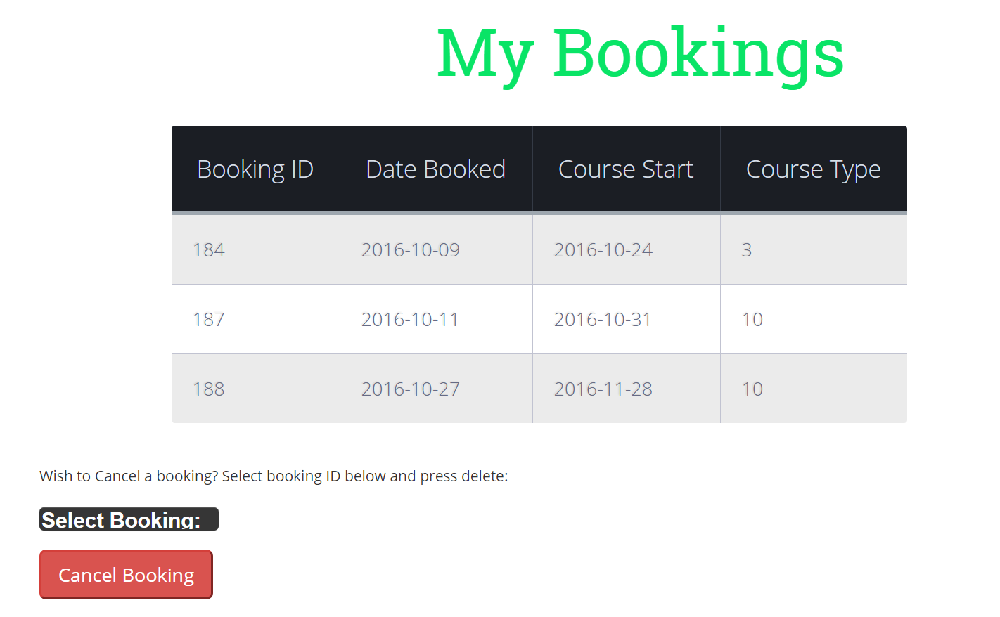 My Bookings
Booking ID Date Booked Course Start Course Type
184 2016-10-09 2016-10-24 3
187 2016-10-11 2016-10-31 10
188 2016-10-27 2016-11-28 10
Wish to Cancel a booking? Select booking ID below and press delete:
Select Booking:
Cancel Booking